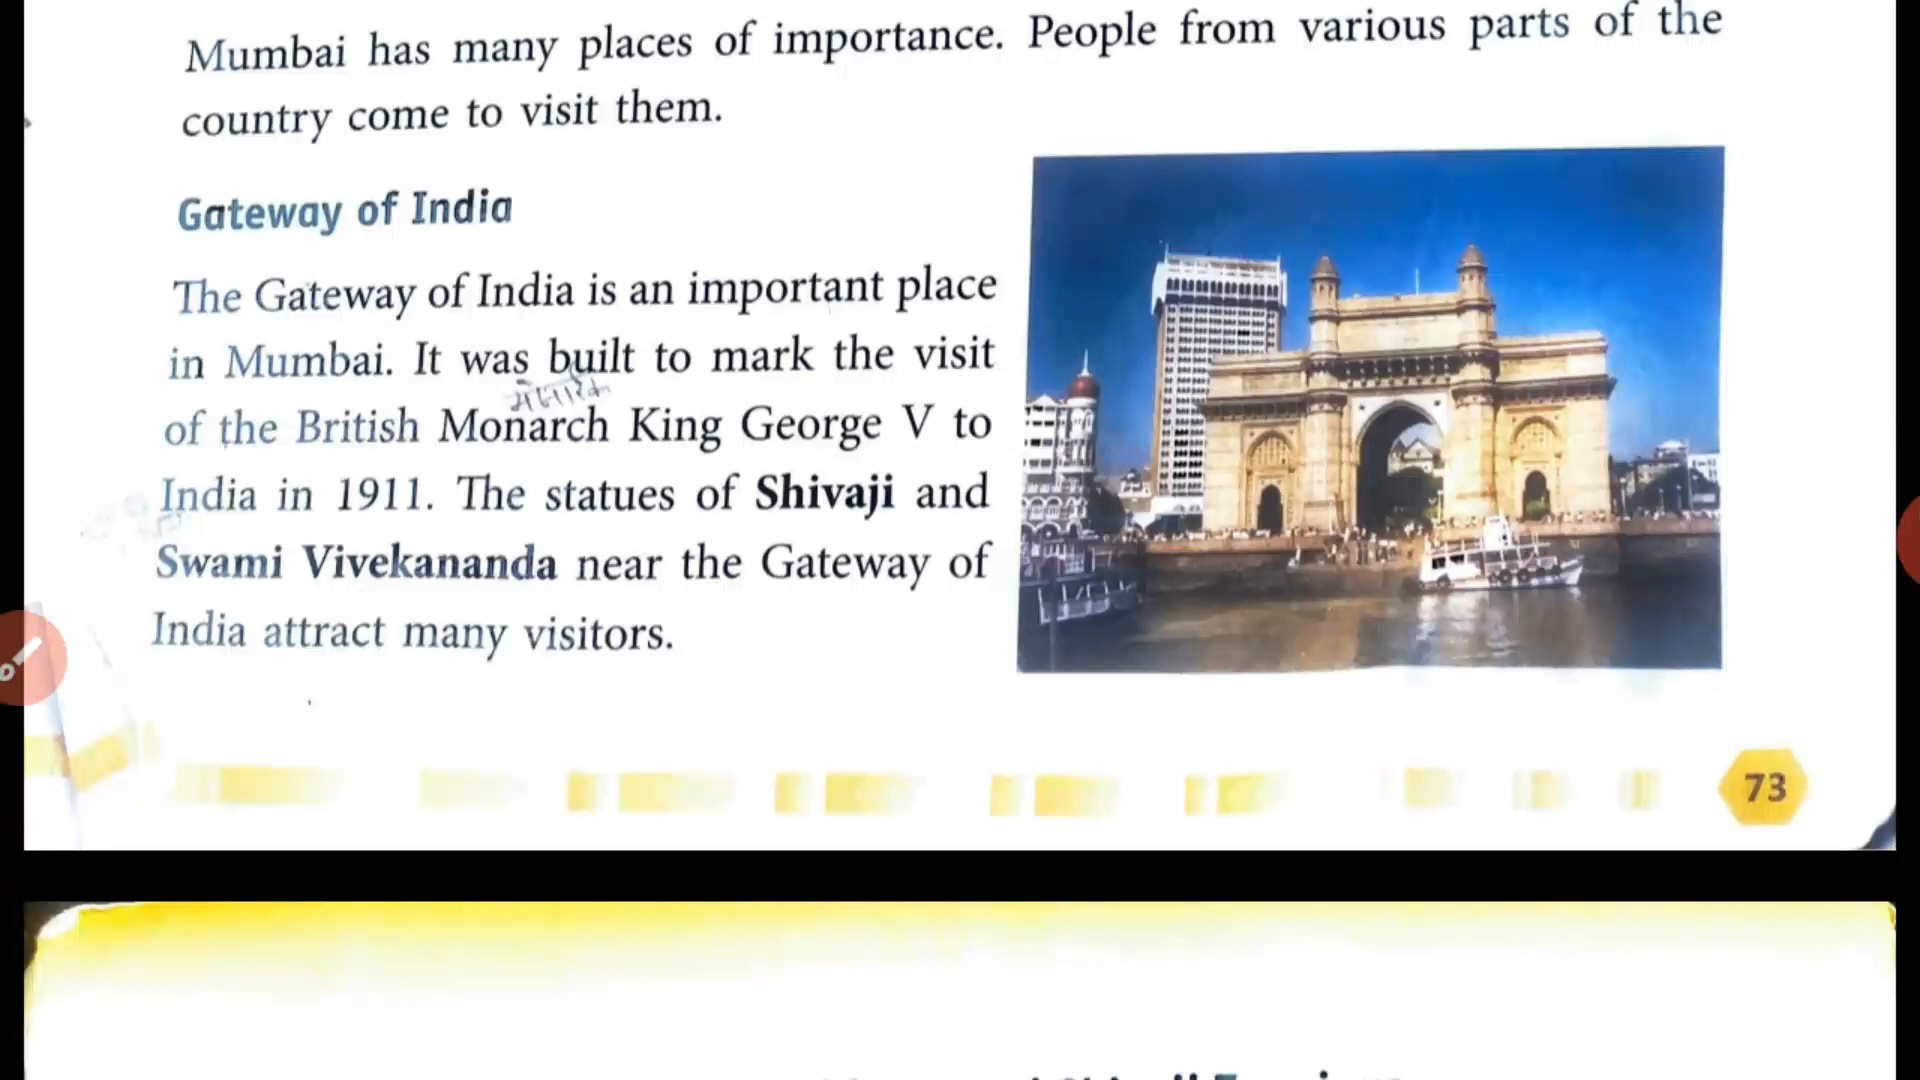 Mumbai has many places of importance. People from various parts of the
country come to visit them.
Gateway of India
The Gateway of India is an important place
in Mumbai. It was built to mark the visit
of the British Monarch King George V to
India in 1911. The statues of Shivaji and
Swami Vivekananda near the Gateway of
India attract many visitors.
73